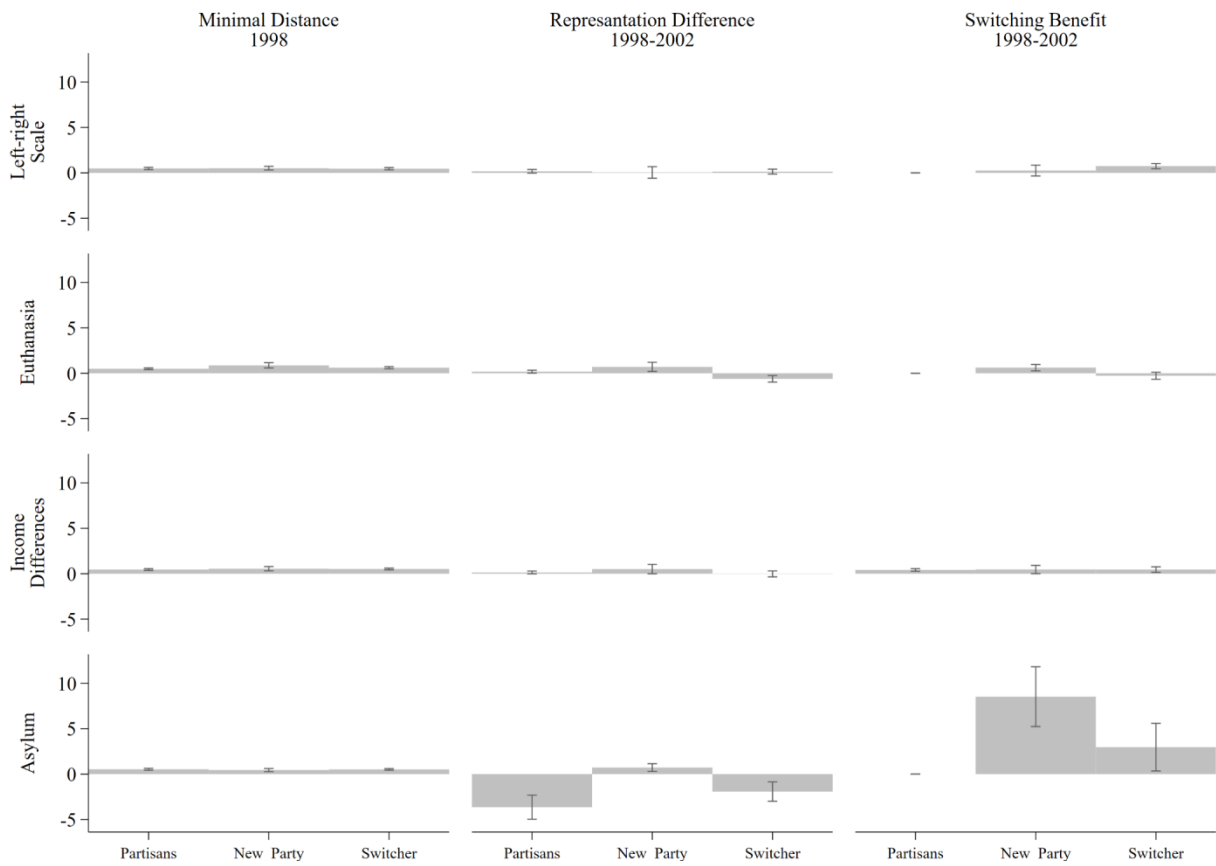 Minimal Distance
1998
Represantation Difference
1998-2002
Switching Benefit
1998-2002
Left-right
Scale
10
5
0
-5
Euthanasia
10
5
0
-5
Income
Differences
10
5
0
-5
Asylum
10
5
0
-5
Partisans
New Party
Switcher
Partisans
New Party
Switcher
Partisans
New Party
Switcher